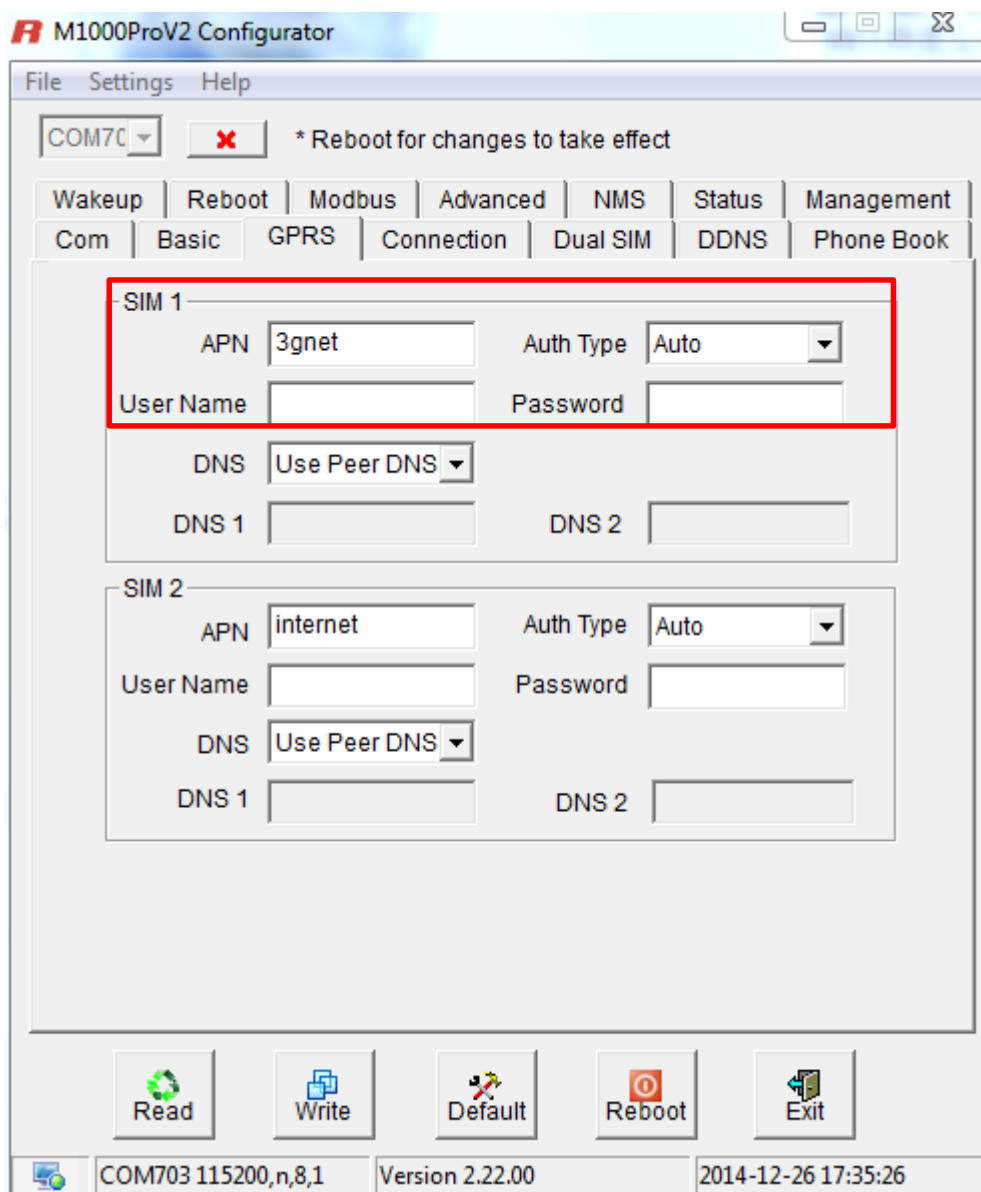 M1000ProV2 Configurator
File Settings Help
COM70 * Reboot for changes to take effect
Wakeup Reboot Modbus Advanced NMS Status Management
Com Basic GPRS Connection Dual SIM DDNS Phone Book
SIM 1
APN 3gnet Auth Type Auto
User Name Password
DNS Use Peer DNS
DNS 1 DNS 2
SIM 2
APN internet Auth Type Auto
User Name Password
DNS Use Peer DNS
DNS 1 DNS 2
Read Write Default Reboot Exit
COM703 115200,n,8,1 Version 2.22.00 2014-12-26 17:35:26